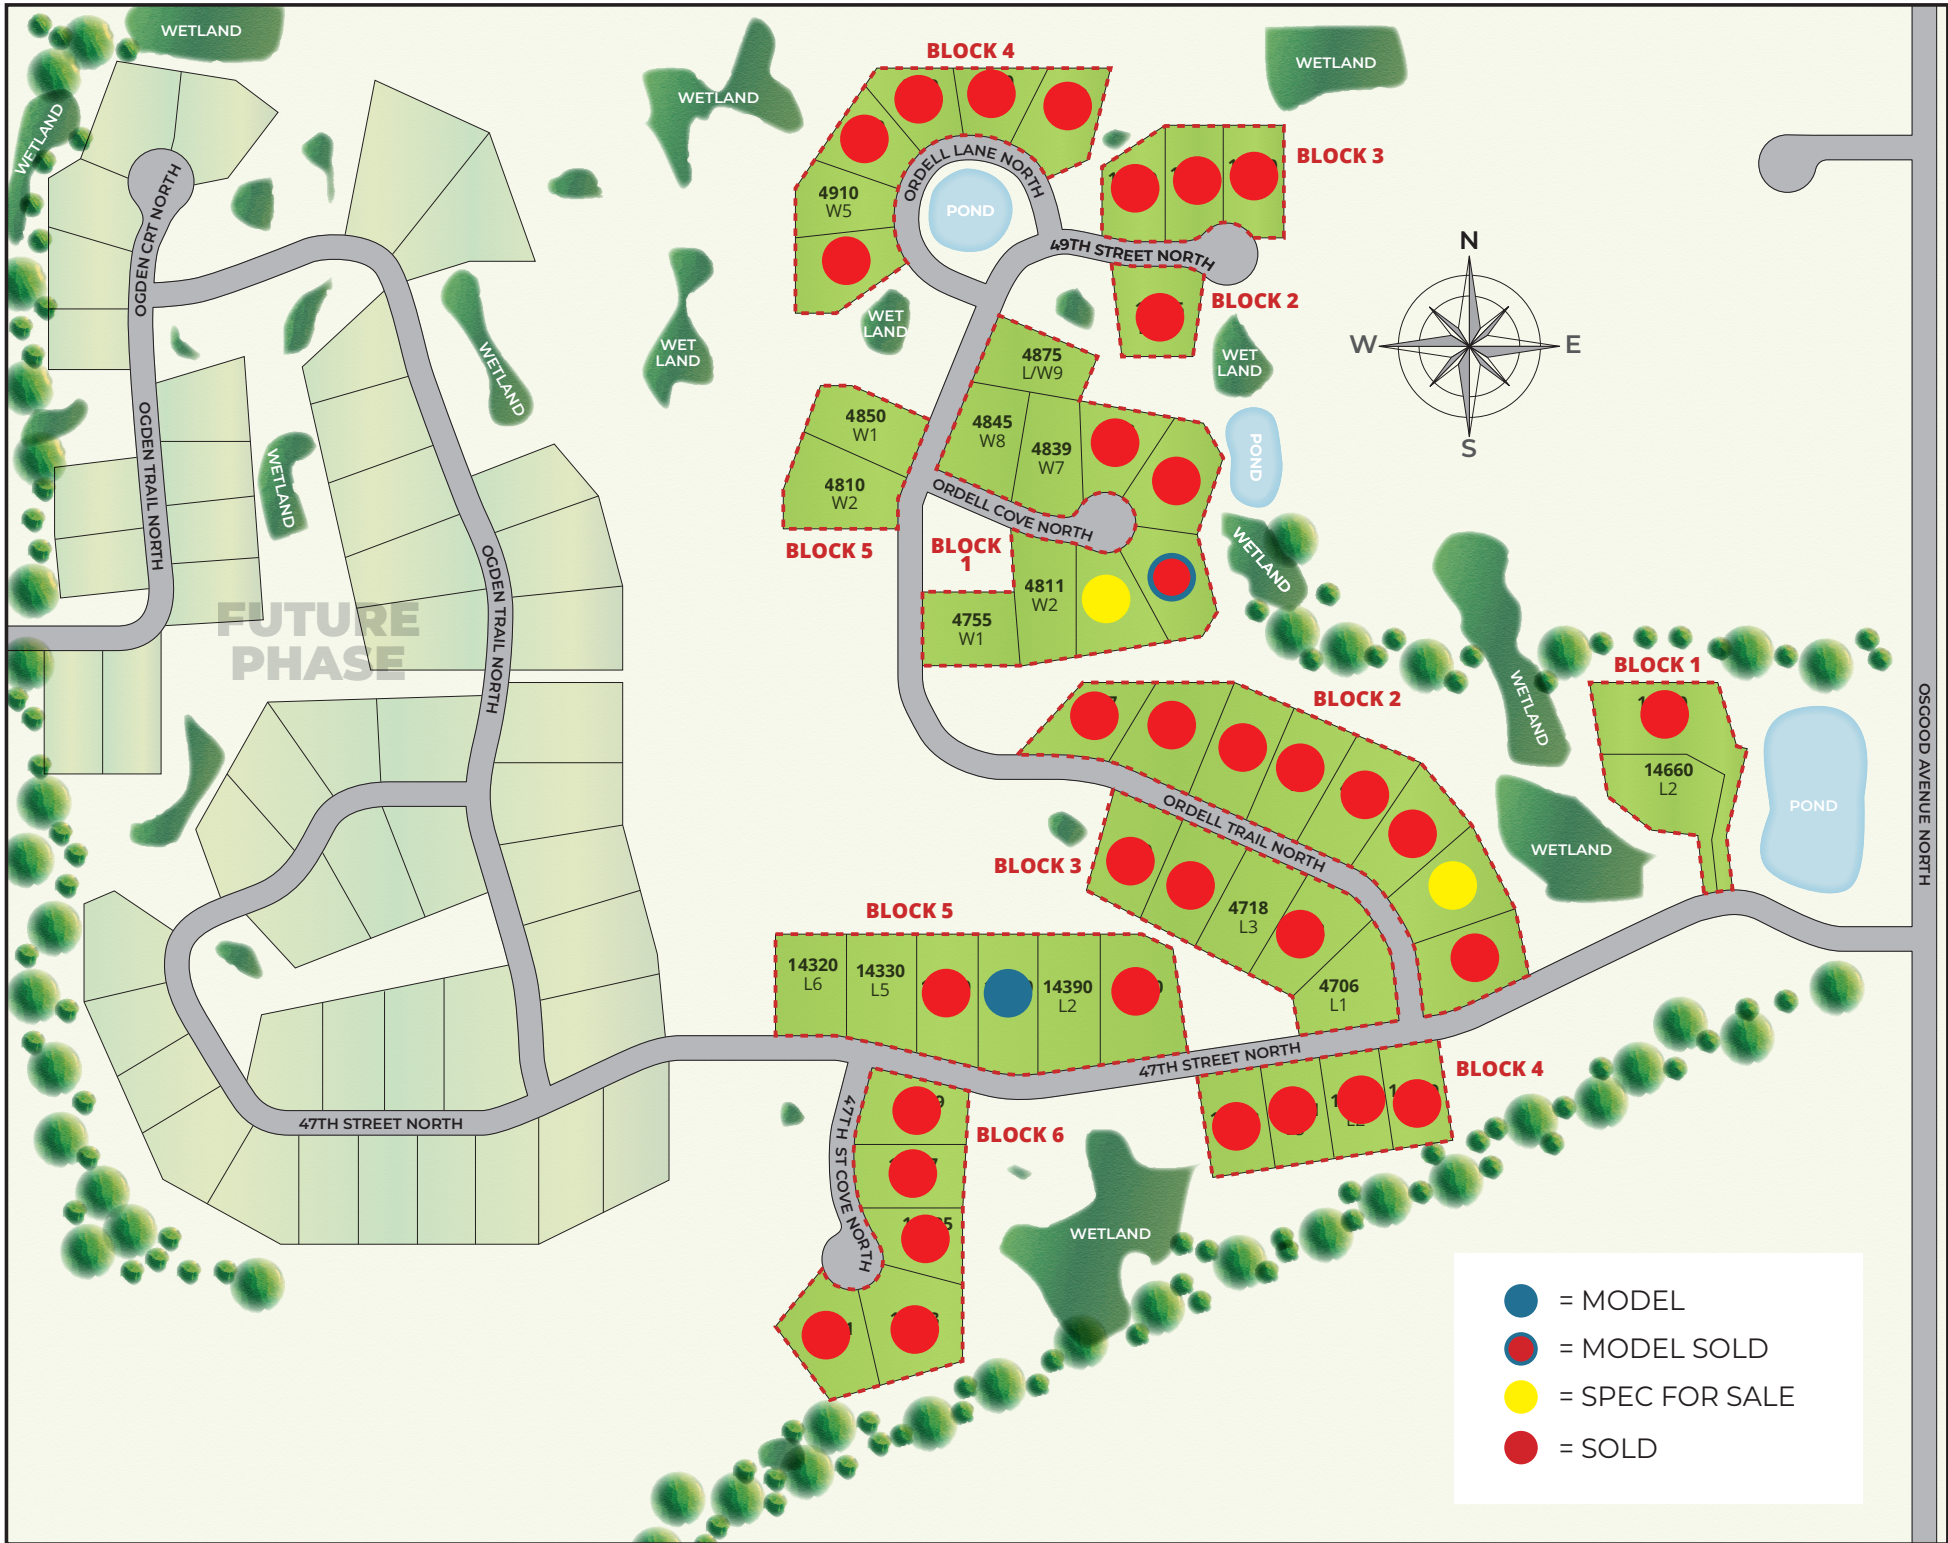 WETLAND
BLOCK 4
WETLAND
WETLAND
WETLAND
OGDEN CRT NORTH
ORDELL LANE NORTH
BLOCK 3
4910
W5
POND
49TH STREET NORTH
BLOCK 2
N
W
E
S
WET
LAND
WET
LAND
WETLAND
WET
LAND
4875
L/W9
4850
W1
4845
W8
4839
W7
4810
W2
POND
OGDEN TRAIL NORTH
WETLAND
ORDELL COVE NORTH
BLOCK 5
BLOCK
1
WETLAND
4811
W2
4755
W1
OGDEN TRAIL NORTH
FUTURE
PHASE
BLOCK 1
BLOCK 2
WETLAND
OSGOOD AVENUE NORTH
14660
L2
POND
ORDELL TRAIL NORTH
WETLAND
BLOCK 3
4718
L3
BLOCK 5
14320
L6
14330
L5
14390
L2
4706
L1
47TH STREET NORTH
BLOCK 4
47TH STREET NORTH
47TH ST COVE NORTH
BLOCK 6
WETLAND
= MODEL
= MODEL SOLD
= SPEC FOR SALE
= SOLD